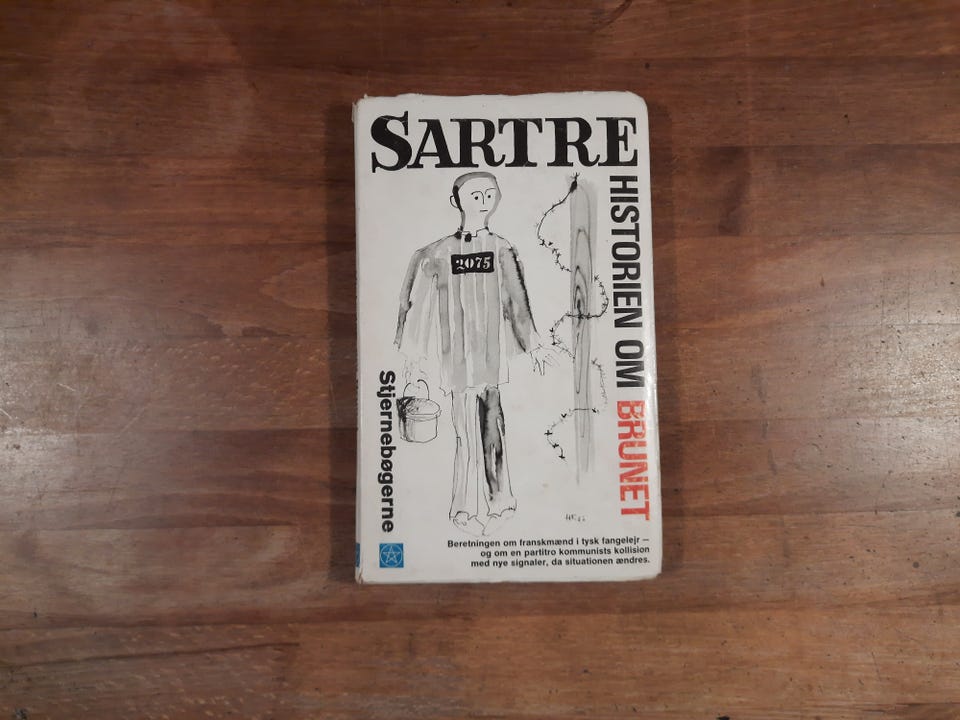 SARTRE
HISTORIEN OM BRUNET
2075
Stjernebøgerne
Beretningen om franskmænd i tysk fangelejr —
og om en partitro kommunists kollision
med nye signaler, da situationen ændres.